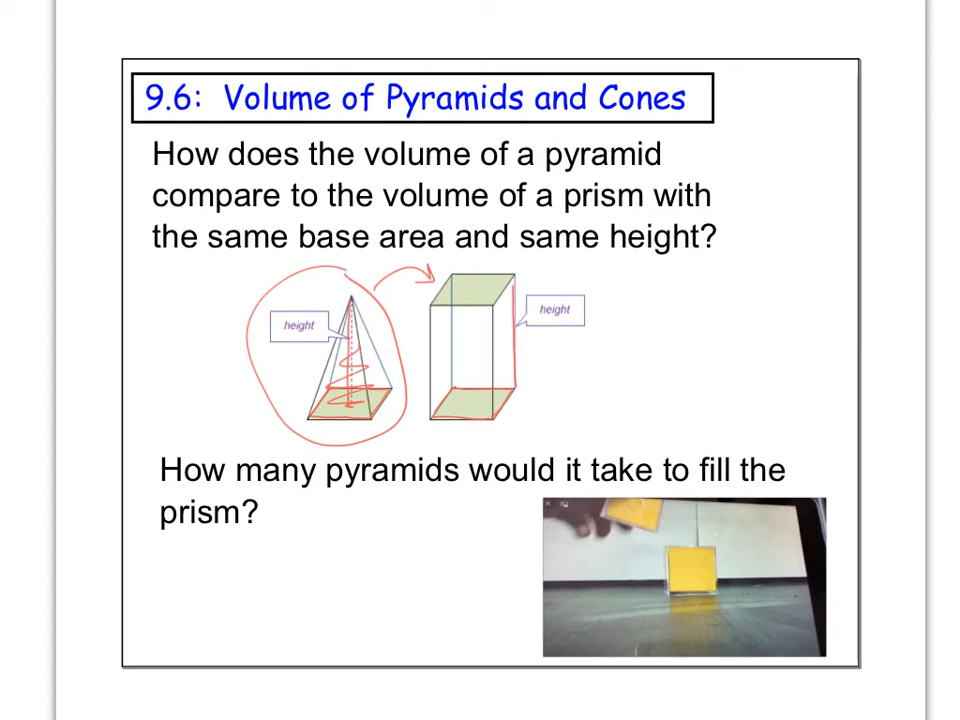 9.6: Volume of Pyramids and Cones
How does the volume of a pyramid
compare to the volume of a prism with
the same base area and same height?
height
height
How many pyramids would it take to fill the
prism?